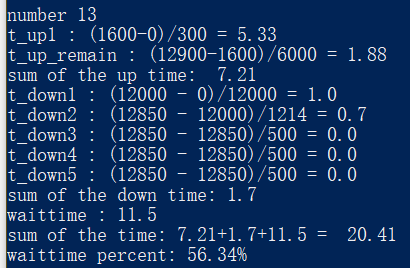 number 13
t_up1 : (1600-0)/300 = 5.33
t_up_remain : (12900-1600)/6000 = 1.88
sum of the up time:  7.21
t_down1 : (12000 - 0)/12000 = 1.0
t_down2 : (12850 - 12000)/1214 = 0.7
t_down3 : (12850 - 12850)/500 = 0.0
t_down4 : (12850 - 12850)/500 = 0.0
t_down5 : (12850 - 12850)/500 = 0.0
sum of the down time: 1.7
waittime : 11.5
sum of the time: 7.21+1.7+11.5 =  20.41
waittime percent: 56.34%